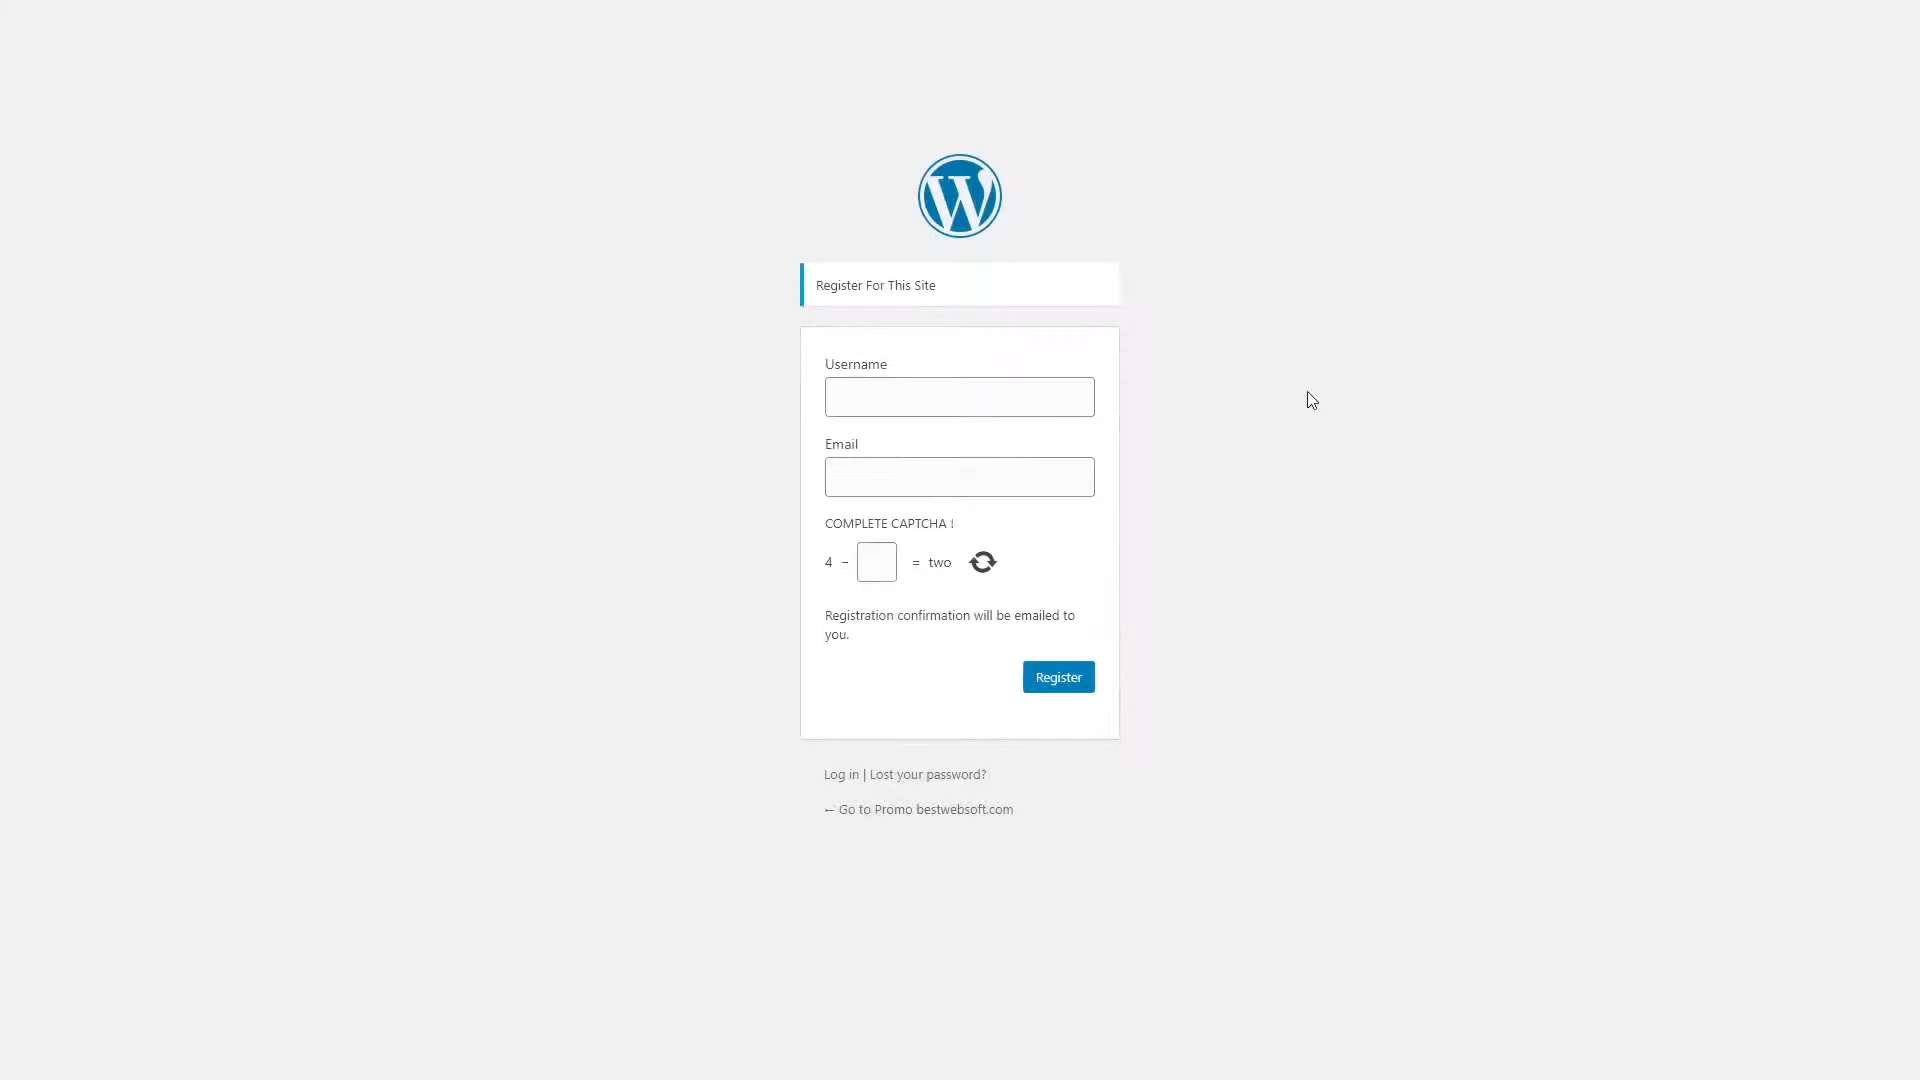 Register For This Site
Username
Email
COMPLETE CAPTCHA !
4 − = two
Registration confirmation will be emailed to
you.
Register
Log in | Lost your password?
← Go to Promo bestwebsoft.com